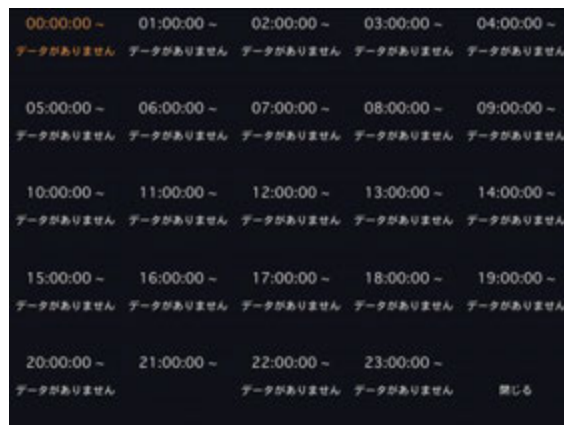 00:00:00 ~ 01:00:00 ~ 02:00:00 ~ 03:00:00 ~ 04:00:00 ~
データがありません データがありません データがありません データがありません データがありません
05:00:00 ~ 06:00:00 ~ 07:00:00 ~ 08:00:00 ~ 09:00:00 ~
データがありません データがありません データがありません データがありません データがありません
10:00:00 ~ 11:00:00 ~ 12:00:00 ~ 13:00:00 ~ 14:00:00 ~
データがありません データがありません データがありません データがありません データがありません
15:00:00 ~ 16:00:00 ~ 17:00:00 ~ 18:00:00 ~ 19:00:00 ~
データがありません データがありません データがありません データがありません データがありません
20:00:00 ~ 21:00:00 ~ 22:00:00 ~ 23:00:00 ~
データがありません データがありません データがありません 閉じる